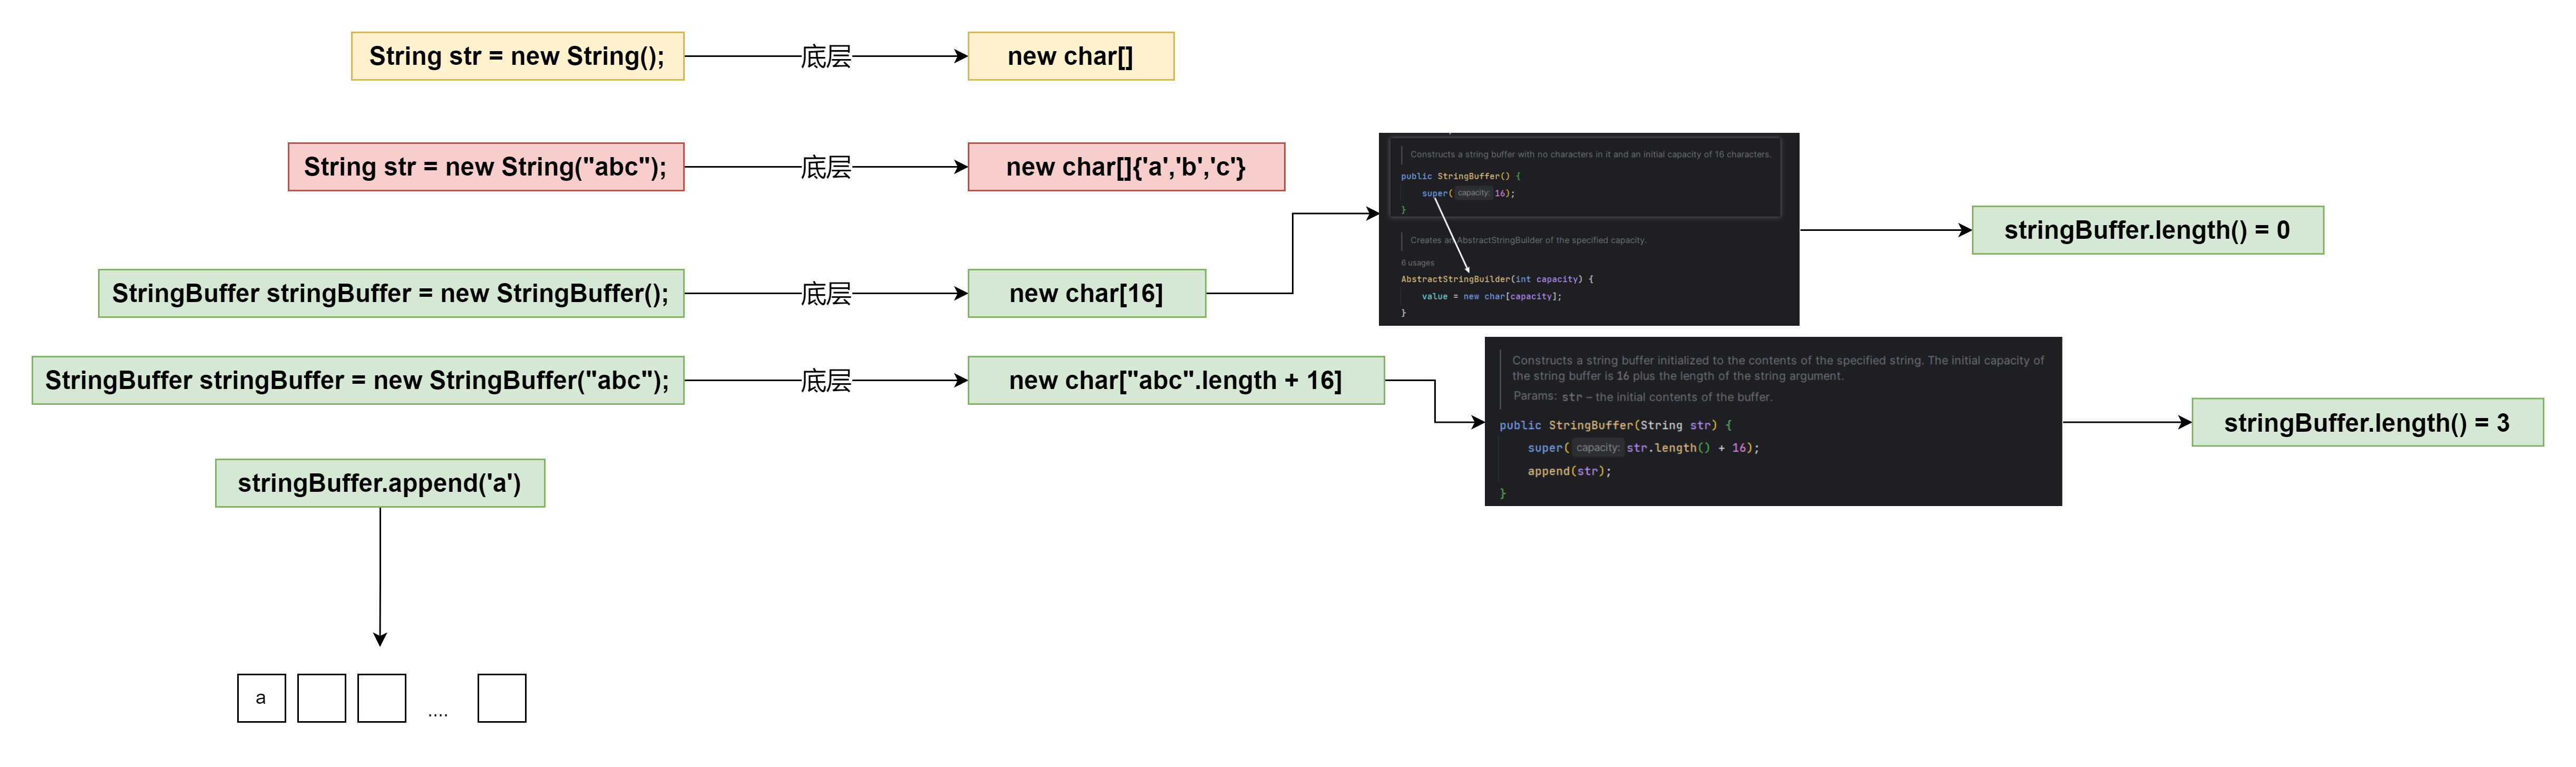 String str = new String();
底层
new char[]
String str = new String("abc");
底层
new char[]{'a','b','c'}
StringBuffer stringBuffer = new StringBuffer();
底层
new char[16]
Constructs a string buffer with no characters in it and an initial capacity of 16 characters.
public StringBuffer() {
super( capacity: 16);
}
Creates an AbstractStringBuilder of the specified capacity.
6 usages
AbstractStringBuilder(int capacity) {
value = new char[capacity];
}
stringBuffer.length() = 0
StringBuffer stringBuffer = new StringBuffer("abc");
底层
new char["abc".length + 16]
Constructs a string buffer initialized to the contents of the specified string. The initial capacity of
the string buffer is 16 plus the length of the string argument.
Params: str – the initial contents of the buffer.
public StringBuffer(String str) {
super( capacity: str.length() + 16);
append(str);
}
stringBuffer.length() = 3
stringBuffer.append('a')
a
....